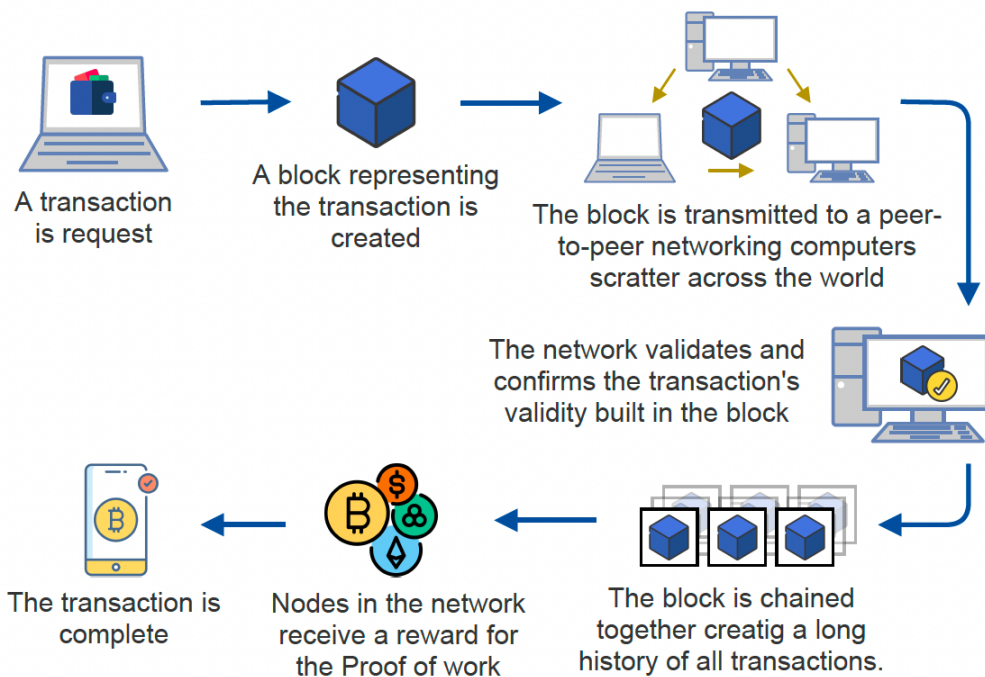 A transaction
is request
A block representing
the transaction is
created
The block is transmitted to a peer-
to-peer networking computers
scratter across the world
The network validates and
confirms the transaction's
validity built in the block
The block is chained
together creatig a long
history of all transactions.
Nodes in the network
receive a reward for
the Proof of work
The transaction is
complete